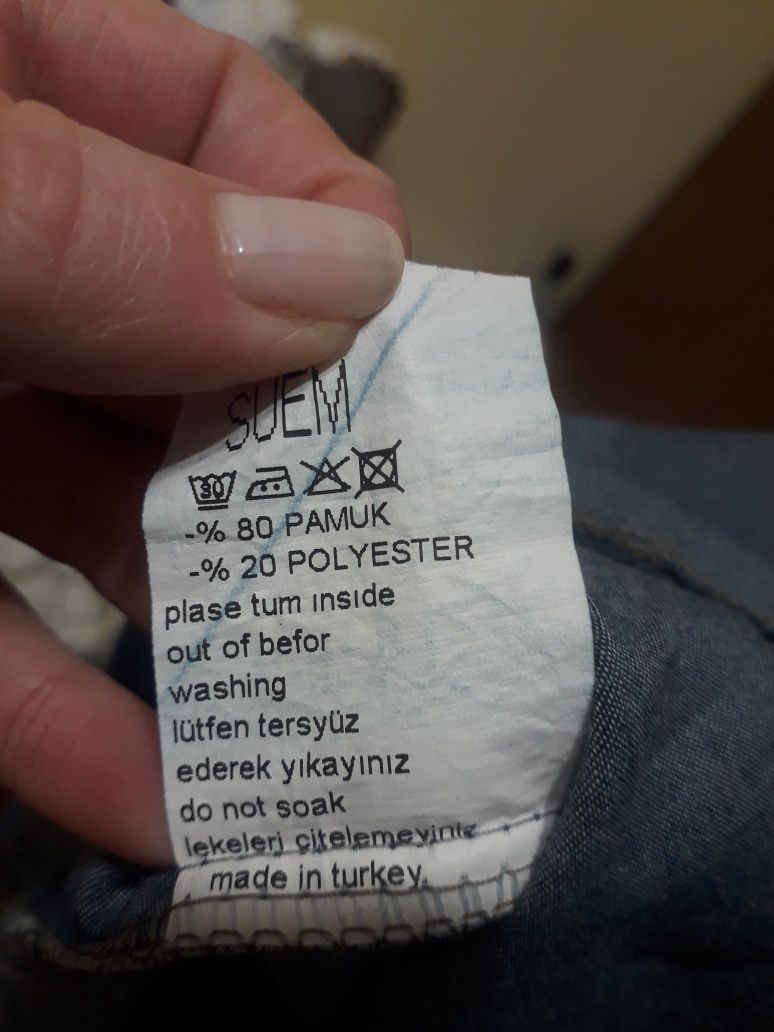 SUEM
30
-% 80 PAMUK
-% 20 POLYESTER
plase tum ınsıde
out of befor
washing
lütfen tersyüz
ederek yıkayınız
do not soak
lekeleri çitelemeyiniz
made in turkey.